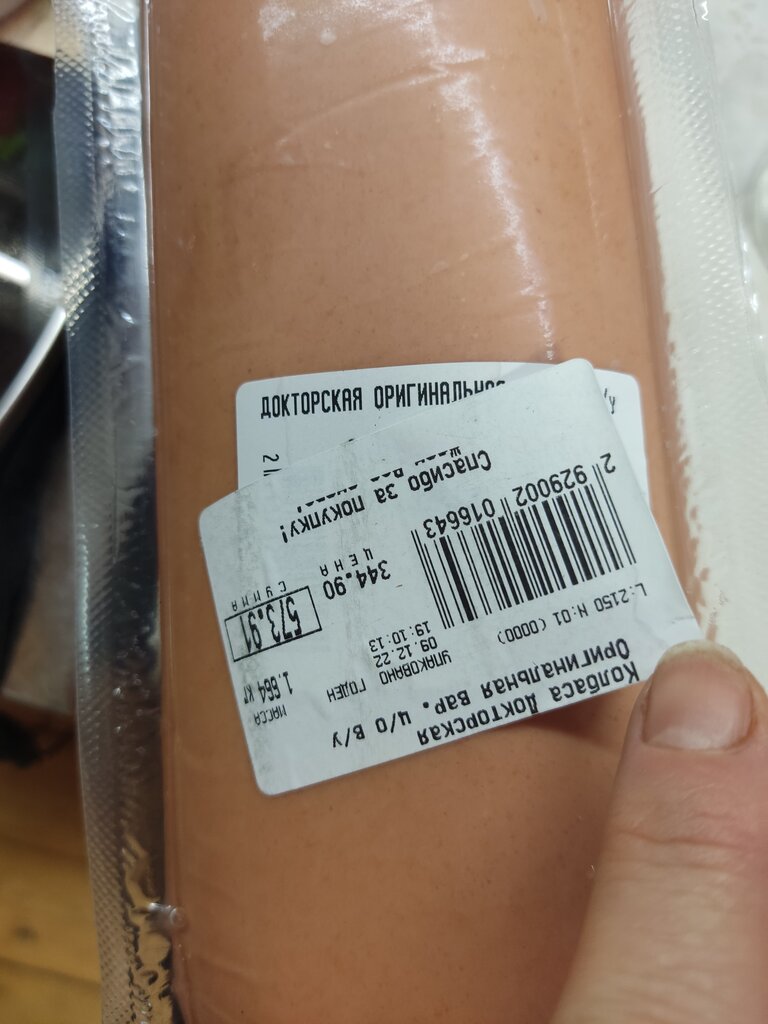 ДОКТОРСКАЯ ОРИГИНАЛЬНАЯ
Колбаса Докторская
Оригинальная вар. ц/о в/у
L:2150 N:01 (0000)
УПАКОВАНО ГОДЕН
09.12.22
19:10:13
МАССА
1.664 кг
2 929002 016643
344.90
ЦЕНА
573.91
СУММА
Спасибо за покупку!